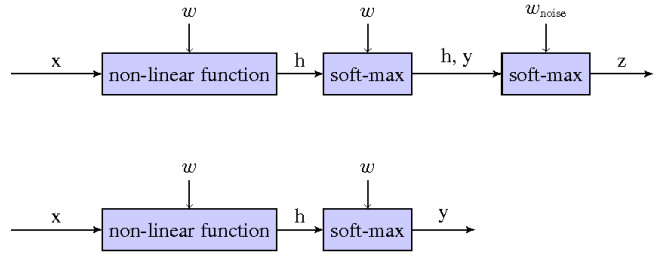 w w w_noise
x non-linear function h soft-max h, y soft-max z
w w
x non-linear function h soft-max y